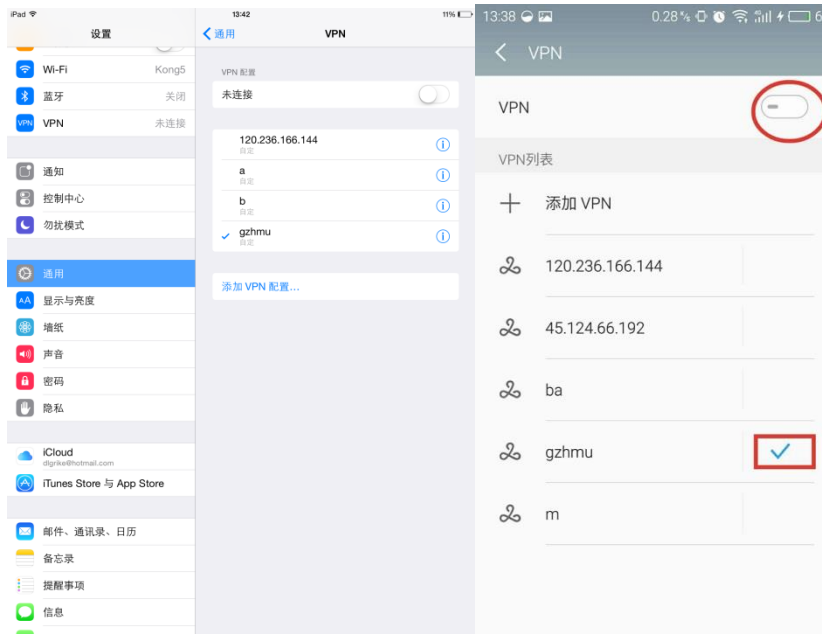 iPad
设置
Wi-Fi Kong5
蓝牙 关闭
VPN VPN 未连接
通知
控制中心
勿扰模式
通用
AA 显示与亮度
墙纸
声音
密码
隐私
iCloud
dlgrike@hotmail.com
iTunes Store 与 App Store
邮件、通讯录、日历
备忘录
提醒事项
信息
13:42 11%
通用 VPN
VPN 配置
未连接
120.236.166.144
自定
a
自定
b
自定
gzhmu
自定
添加 VPN 配置...
13:38 0.28 6
VPN
VPN
VPN列表
添加 VPN
120.236.166.144
45.124.66.192
ba
gzhmu
m